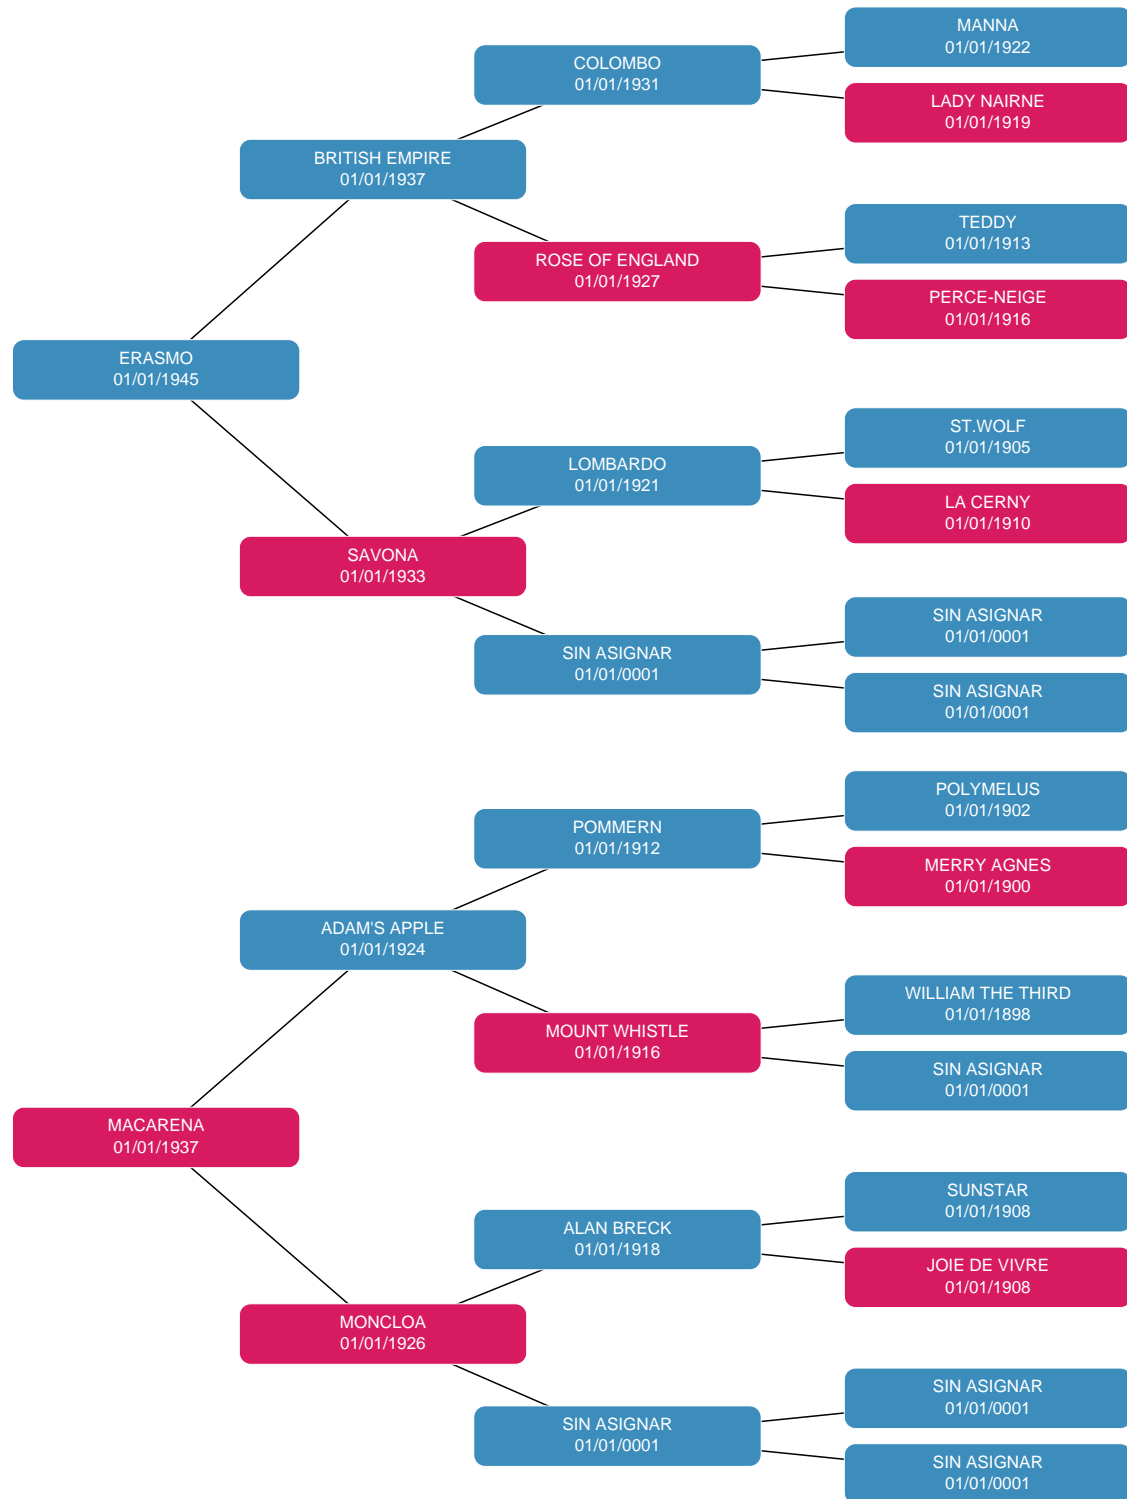 MANNA
01/01/1922
COLOMBO
01/01/1931
LADY NAIRNE
01/01/1919
BRITISH EMPIRE
01/01/1937
TEDDY
01/01/1913
ROSE OF ENGLAND
01/01/1927
PERCE-NEIGE
01/01/1916
ERASMO
01/01/1945
ST.WOLF
01/01/1905
LOMBARDO
01/01/1921
LA CERNY
01/01/1910
SAVONA
01/01/1933
SIN ASIGNAR
01/01/0001
SIN ASIGNAR
01/01/0001
SIN ASIGNAR
01/01/0001
POLYMELUS
01/01/1902
POMMERN
01/01/1912
MERRY AGNES
01/01/1900
ADAM'S APPLE
01/01/1924
WILLIAM THE THIRD
01/01/1898
MOUNT WHISTLE
01/01/1916
SIN ASIGNAR
01/01/0001
MACARENA
01/01/1937
SUNSTAR
01/01/1908
ALAN BRECK
01/01/1918
JOIE DE VIVRE
01/01/1908
MONCLOA
01/01/1926
SIN ASIGNAR
01/01/0001
SIN ASIGNAR
01/01/0001
SIN ASIGNAR
01/01/0001